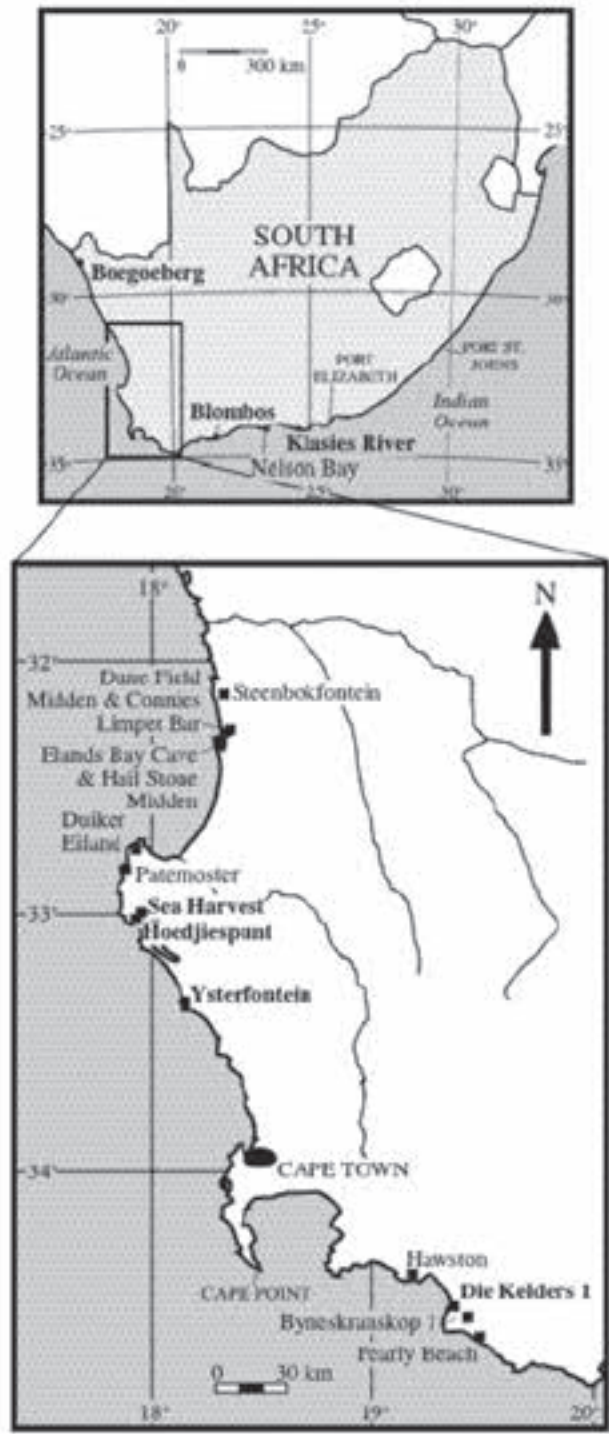 20° 25° 30°
0 300 km
25° 25°
SOUTH
AFRICA
Boegoeberg
30° 30°
Atlantic
Ocean
PORT
ELIZABETH
PORT ST.
JOHNS
Indian
Ocean
Blombos
Klasies River
Nelson Bay
35° 35°
20° 25° 30°
18°
N
32°
Dune Field
Midden & Connies
Limpet Bar
Steenbokfontein
Elands Bay Cave
& Hail Stone
Midden
Duiker
Eiland
Paternoster
33°
Sea Harvest
Hoedjiespunt
Ysterfontein
34°
CAPE TOWN
CAPE POINT
Hawston
Die Kelders 1
Byneskranskop 1
Pearly Beach
0 30 km
18° 19° 20°